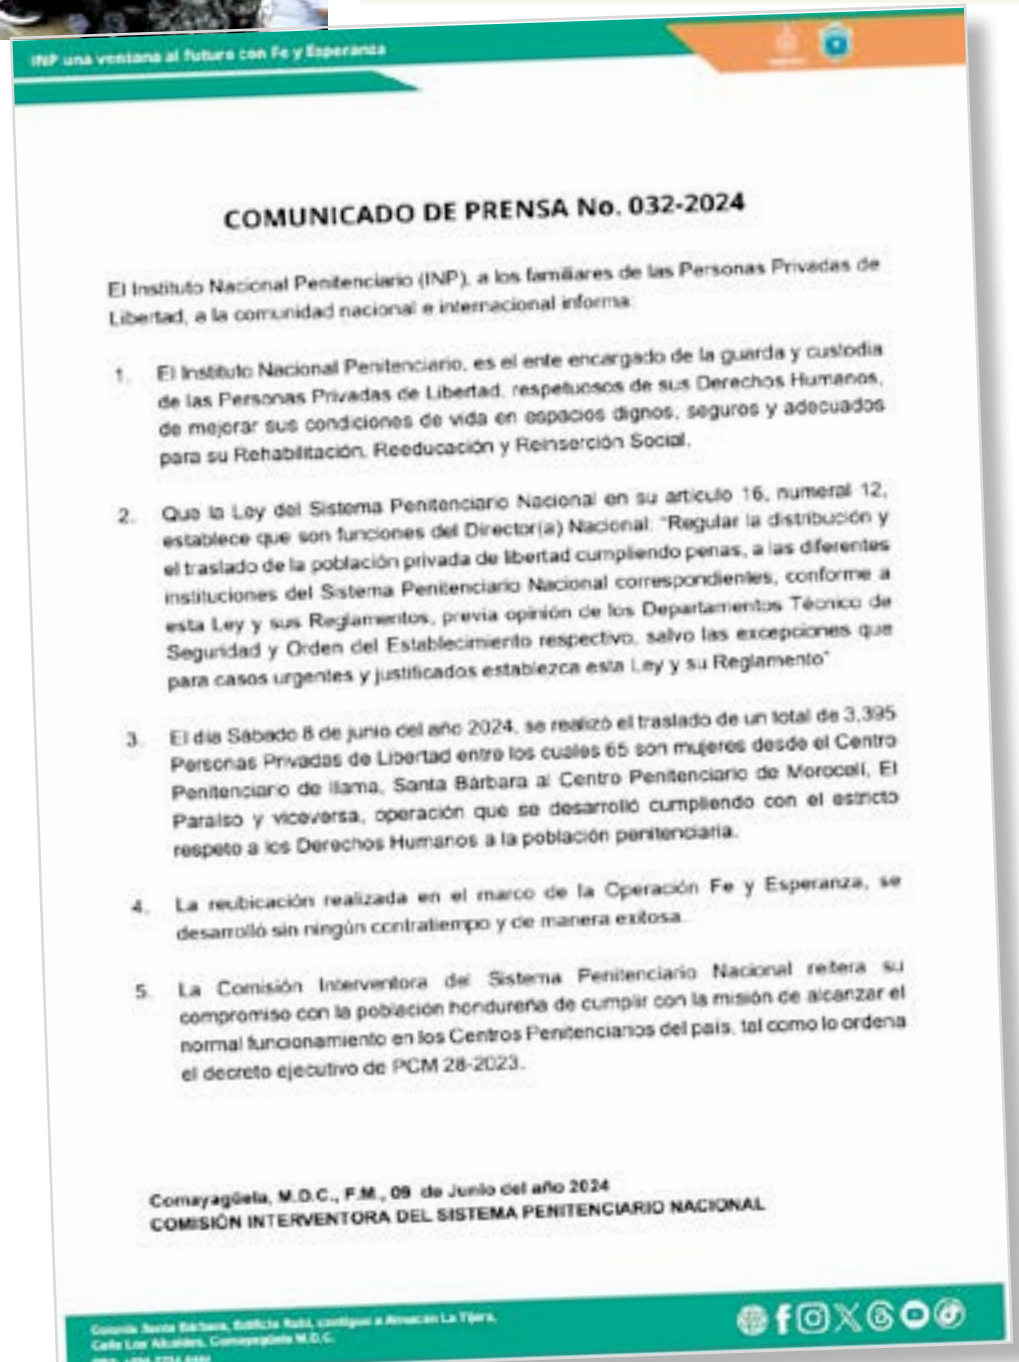 INP una ventana al futuro con Fe y Esperanza
COMUNICADO DE PRENSA No. 032-2024
El Instituto Nacional Penitenciario (INP), a los familiares de las Personas Privadas de
Libertad, a la comunidad nacional e internacional informa:
1. El Instituto Nacional Penitenciario, es el ente encargado de la guarda y custodia
de las Personas Privadas de Libertad, respetuosos de sus Derechos Humanos,
de mejorar sus condiciones de vida en espacios dignos, seguros y adecuados
para su Rehabilitación, Reeducación y Reinserción Social.
2. Que la Ley del Sistema Penitenciario Nacional en su artículo 16, numeral 12,
establece que son funciones del Director(a) Nacional: “Regular la distribución y
el traslado de la población privada de libertad cumpliendo penas, a las diferentes
instituciones del Sistema Penitenciario Nacional correspondientes, conforme a
esta Ley y sus Reglamentos, previa opinión de los Departamentos Técnico de
Seguridad y Orden del Establecimiento respectivo, salvo las excepciones que
para casos urgentes y justificados establezca esta Ley y su Reglamento”
3. El día Sábado 8 de junio del año 2024, se realizó el traslado de un total de 3,395
Personas Privadas de Libertad entre los cuales 65 son mujeres desde el Centro
Penitenciario de Ilama, Santa Bárbara al Centro Penitenciario de Morocelí, El
Paraíso y viceversa, operación que se desarrolló cumpliendo con el estricto
respeto a los Derechos Humanos a la población penitenciaria.
4. La reubicación realizada en el marco de la Operación Fe y Esperanza, se
desarrolló sin ningún contratiempo y de manera exitosa.
5. La Comisión Interventora del Sistema Penitenciario Nacional reitera su
compromiso con la población hondureña de cumplir con la misión de alcanzar el
normal funcionamiento en los Centros Penitenciarios del país, tal como lo ordena
el decreto ejecutivo de PCM 28-2023.
Comayagüela, M.D.C., F.M., 09 de Junio del año 2024
COMISIÓN INTERVENTORA DEL SISTEMA PENITENCIARIO NACIONAL
Colonia Santa Bárbara, Edificio Rubí, contiguo a Almacén La Tijera,
Calle Los Alcaldes, Comayagüela M.D.C.